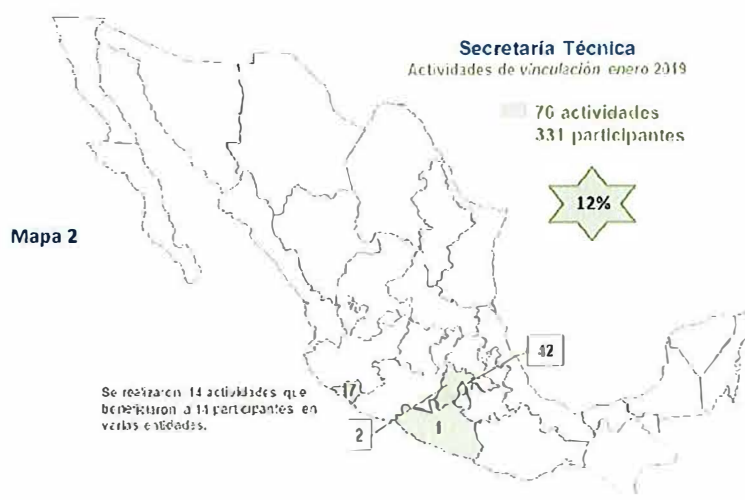 Secretaría Técnica
Actividades de vinculación enero 2019
76 actividades
331 participantes
12%
Mapa 2
42
17
Se realizaron 14 actividades que
beneficiaron a 14 participantes en
varias entidades.
1
2